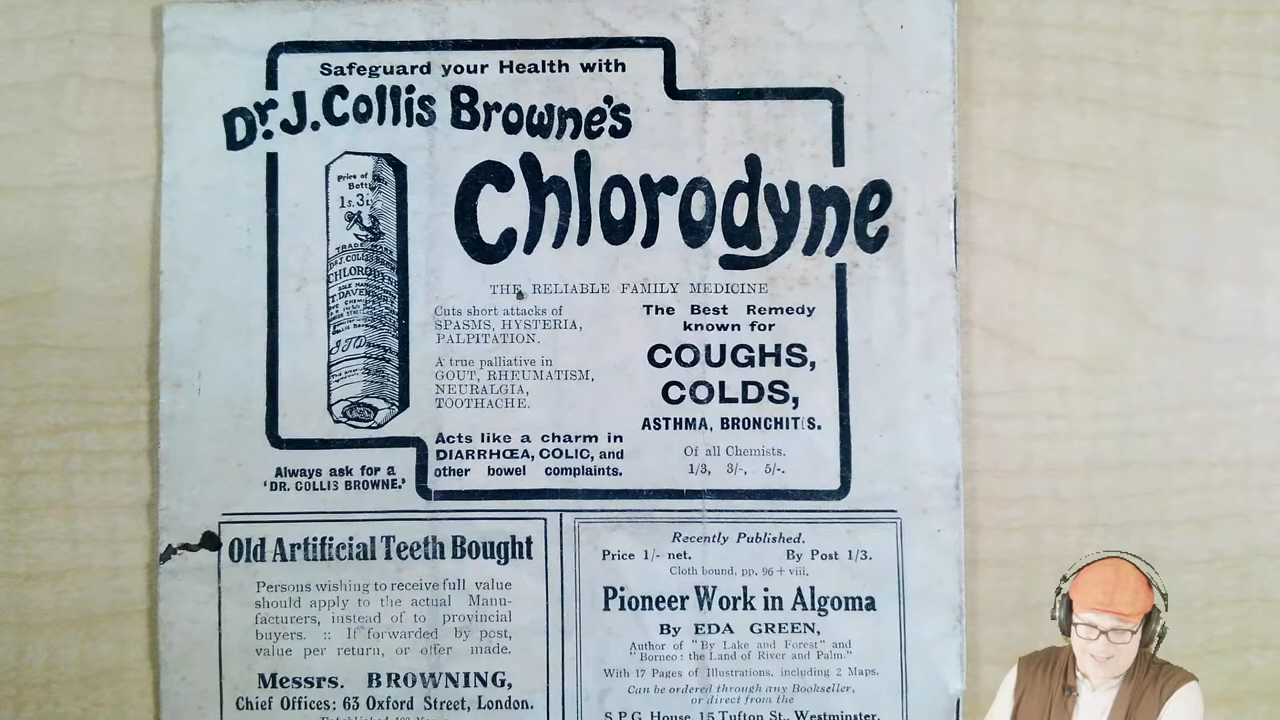 Safeguard your Health with
Dr. J. Collis Browne's
Chlorodyne
Price of
1s. 3
TRADE
CHLORODYNE
T. DAVEN
THE RELIABLE FAMILY MEDICINE
Cuts short attacks of
SPASMS, HYSTERIA,
PALPITATION.
A true palliative in
GOUT, RHEUMATISM,
NEURALGIA,
TOOTHACHE.
Acts like a charm in
DIARRHŒA, COLIC, and
other bowel complaints.
The Best Remedy
known for
COUGHS,
COLDS,
ASTHMA, BRONCHITIS.
Of all Chemists.
1/3, 3/-, 5/-.
Always ask for a
'DR. COLLIS BROWNE.'
Old Artificial Teeth Bought
Persons wishing to receive full value
should apply to the actual Manu-
facturers, instead of to provincial
buyers. :: If forwarded by post,
value per return, or offer made.
Messrs. BROWNING,
Chief Offices: 63 Oxford Street, London.
Recently Published.
Price 1/- net. By Post 1/3.
Cloth bound, pp. 96 + viii.
Pioneer Work in Algoma
By EDA GREEN,
Author of "By Lake and Forest" and
"Borneo: the Land of River and Palm."
With 17 Pages of Illustrations, including 2 Maps.
Can be ordered through any Bookseller,
or direct from the
S.P.G. House, 15 Tufton St., Westminster.